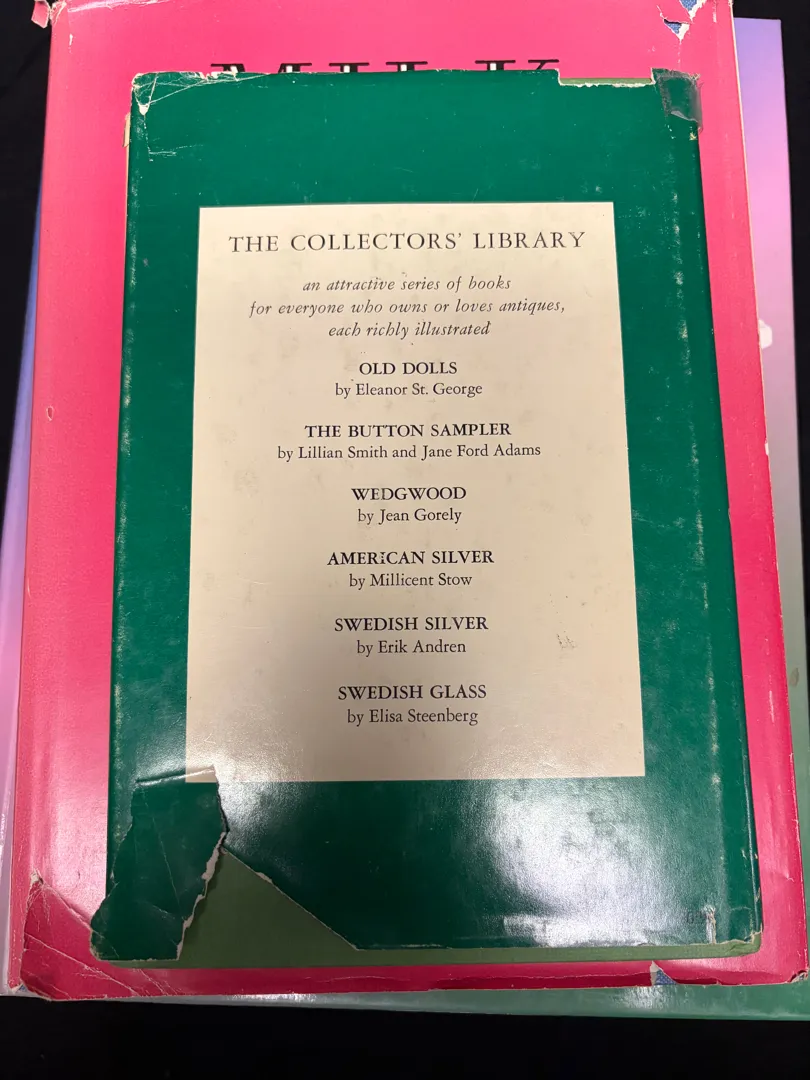 MILK
THE COLLECTORS' LIBRARY
an attractive series of books
for everyone who owns or loves antiques,
each richly illustrated
OLD DOLLS
by Eleanor St. George
THE BUTTON SAMPLER
by Lillian Smith and Jane Ford Adams
WEDGWOOD
by Jean Gorely
AMERICAN SILVER
by Millicent Stow
SWEDISH SILVER
by Erik Andren
SWEDISH GLASS
by Elisa Steenberg